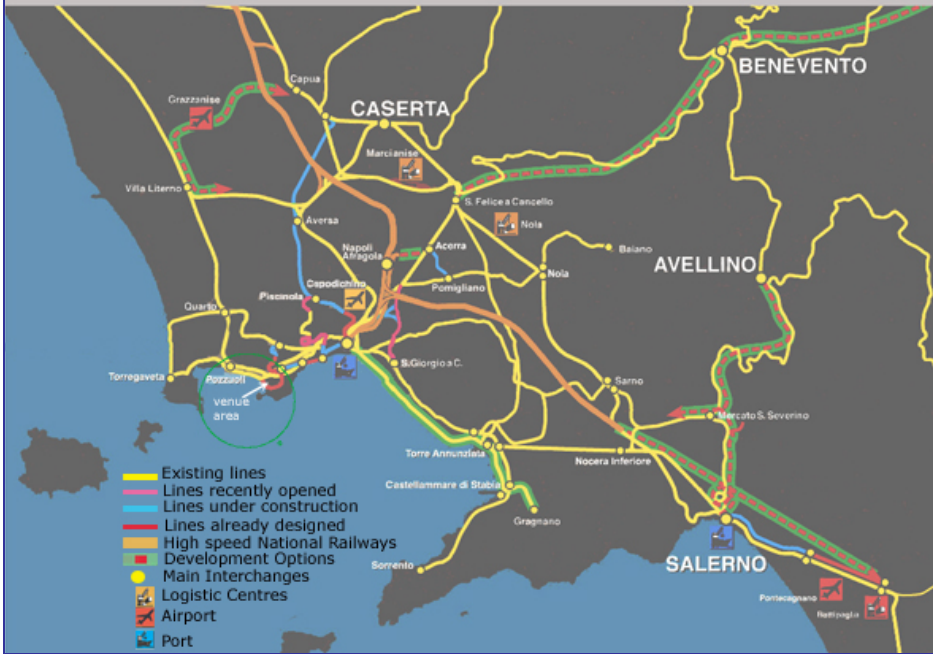 BENEVENTO
Capua
Grazzanise
CASERTA
Marcianise
Villa Literno
S. Felice a Cancello
Aversa
Nola
Napoli
Afragola
Acerra
Baiano
AVELLINO
Capodichino
Nola
Pomigliano
Piscinola
Quarto
S.Giorgio a C.
Torregaveta
Pozzuoli
Sarno
venue
area
Mercato S. Severino
Torre Annunziata
Nocera Inferiore
Castellammare di Stabia
Gragnano
Existing lines
Lines recently opened
Lines under construction
Lines already designed
High speed National Railways
Development Options
Main Interchanges
Logistic Centres
Airport
Port
Sorrento
SALERNO
Pontecagnano
Battipaglia